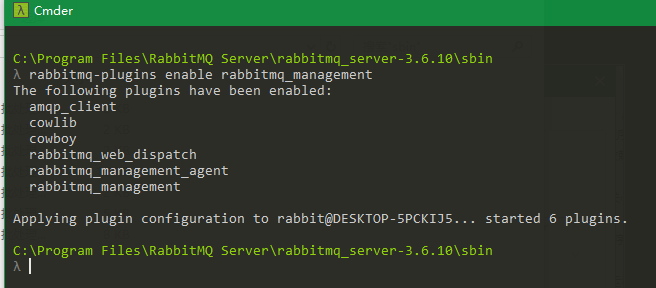 Cmder
C:\Program Files\RabbitMQ Server\rabbitmq_server-3.6.10\sbin
λ rabbitmq-plugins enable rabbitmq_management
The following plugins have been enabled:
  amqp_client
  cowlib
  cowboy
  rabbitmq_web_dispatch
  rabbitmq_management_agent
  rabbitmq_management
Applying plugin configuration to rabbit@DESKTOP-5PCKIJ5... started 6 plugins.
C:\Program Files\RabbitMQ Server\rabbitmq_server-3.6.10\sbin
λ